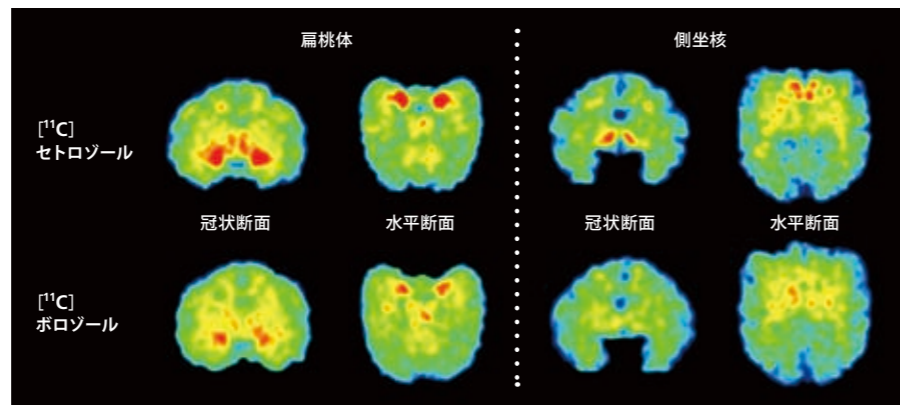 扁桃体
側坐核
[¹¹C]
セトロゾール
冠状断面
水平断面
冠状断面
水平断面
[¹¹C]
ボロゾール